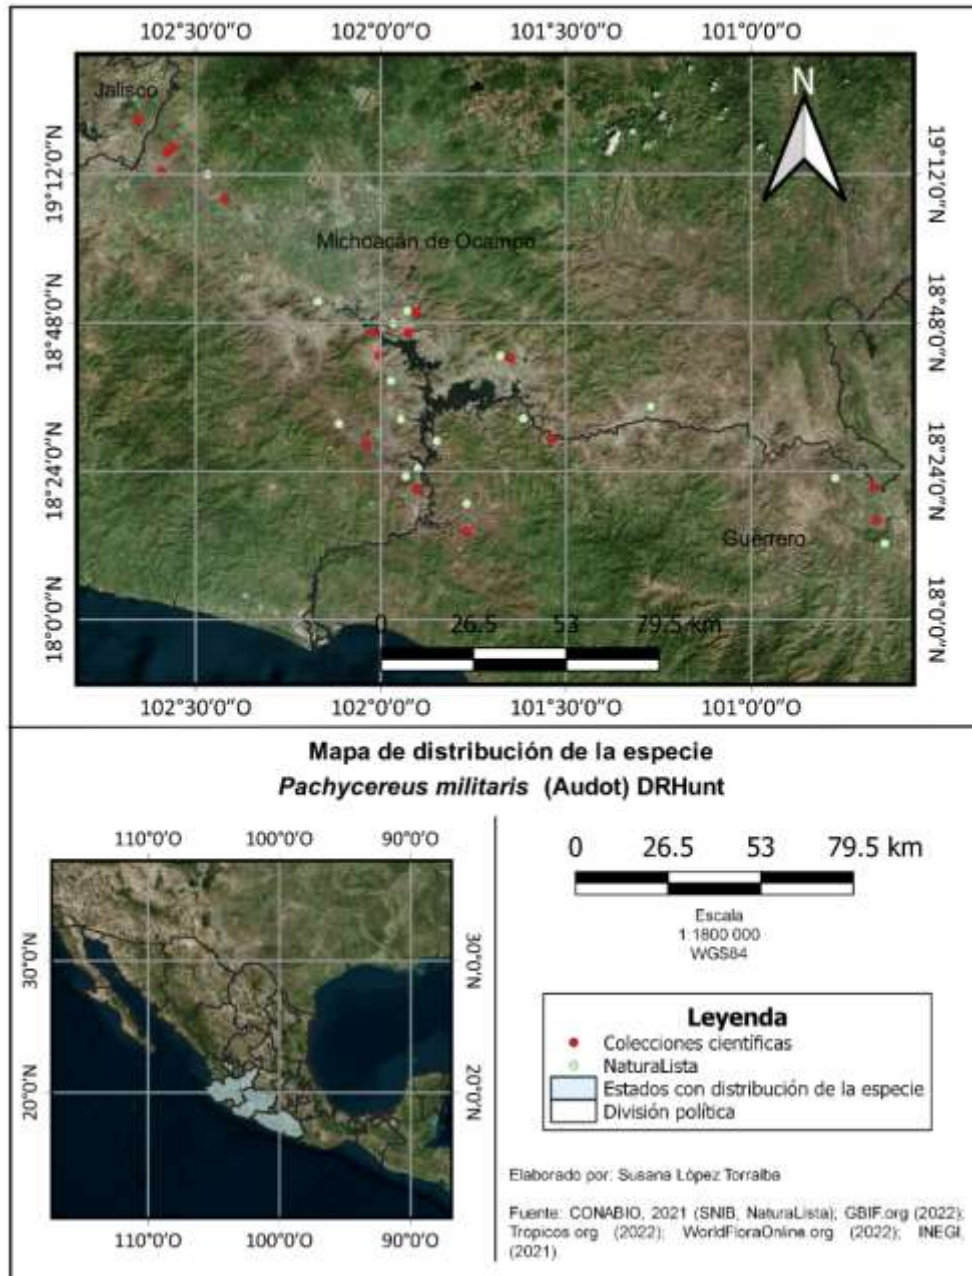 102°30'0"O 102°0'0"O 101°30'0"O 101°0'0"O
N
Jalisco
19°12'0"N 19°12'0"N
Michoacán de Ocampo
18°48'0"N 18°48'0"N
18°24'0"N 18°24'0"N
Guerrero
18°0'0"N 18°0'0"N
0 26.5 53 79.5 km
102°30'0"O 102°0'0"O 101°30'0"O 101°0'0"O
Mapa de distribución de la especie
Pachycereus militaris (Audot) DRHunt
110°0'O 100°0'O 90°0'O
30°0'N 30°0'N
20°0'N 20°0'N
110°0'O 100°0'O 90°0'O
0 26.5 53 79.5 km
Escala
1:1800 000
WGS84
Leyenda
Colecciones científicas
NaturaLista
Estados con distribución de la especie
División política
Elaborado por: Susana López Torralba
Fuente: CONABIO, 2021 (SNIB, NaturaLista); GBIF.org (2022);
Tropicos.org (2022); WorldFloraOnline.org (2022); INEGI,
(2021)